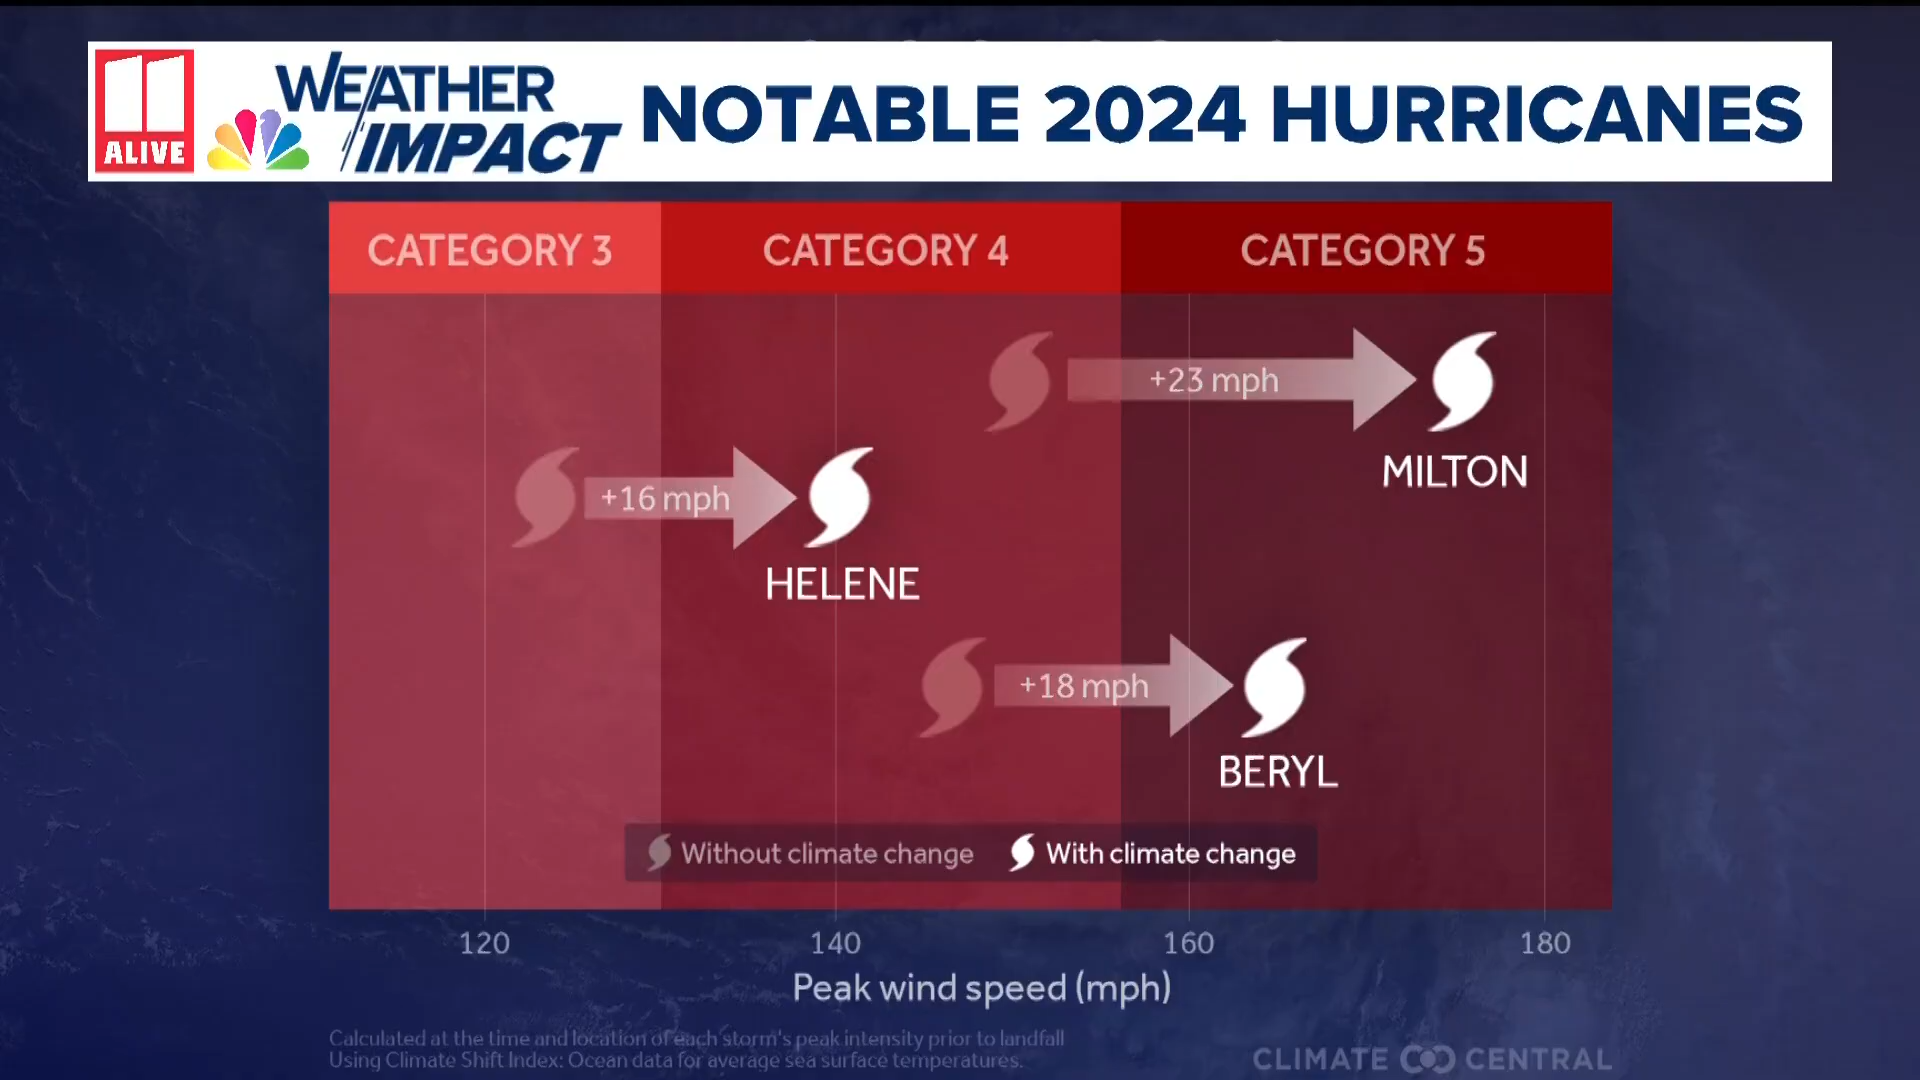 11 ALIVE
WEATHER IMPACT
NOTABLE 2024 HURRICANES
CATEGORY 3 CATEGORY 4 CATEGORY 5
+23 mph
MILTON
+16 mph
HELENE
+18 mph
BERYL
Without climate change With climate change
120 140 160 180
Peak wind speed (mph)
Calculated at the time and location of each storm's peak intensity prior to landfall
Using Climate Shift Index: Ocean data for average sea surface temperatures.
CLIMATE CENTRAL